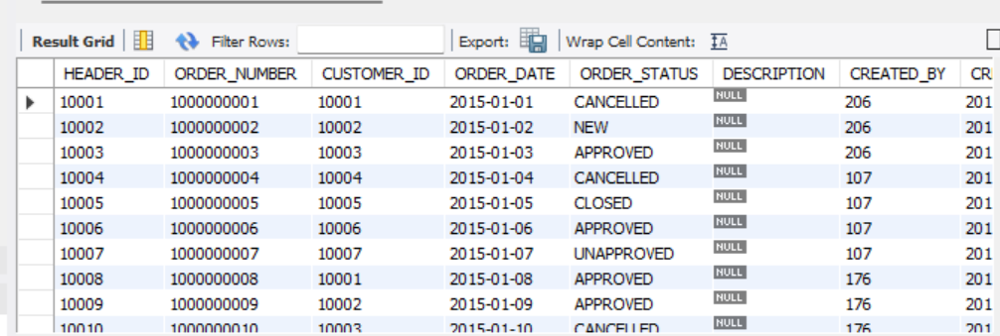 Result Grid Filter Rows: Export: Wrap Cell Content: IA
HEADER_ID ORDER_NUMBER CUSTOMER_ID ORDER_DATE ORDER_STATUS DESCRIPTION CREATED_BY CR
10001 1000000001 10001 2015-01-01 CANCELLED NULL 206 201
10002 1000000002 10002 2015-01-02 NEW NULL 206 201
10003 1000000003 10003 2015-01-03 APPROVED NULL 206 201
10004 1000000004 10004 2015-01-04 CANCELLED NULL 107 201
10005 1000000005 10005 2015-01-05 CLOSED NULL 107 201
10006 1000000006 10006 2015-01-06 APPROVED NULL 107 201
10007 1000000007 10007 2015-01-07 UNAPPROVED NULL 107 201
10008 1000000008 10001 2015-01-08 APPROVED NULL 176 201
10009 1000000009 10002 2015-01-09 APPROVED NULL 176 201
10010 1000000010 10003 2015-01-10 CANCELLED NULL 176 201